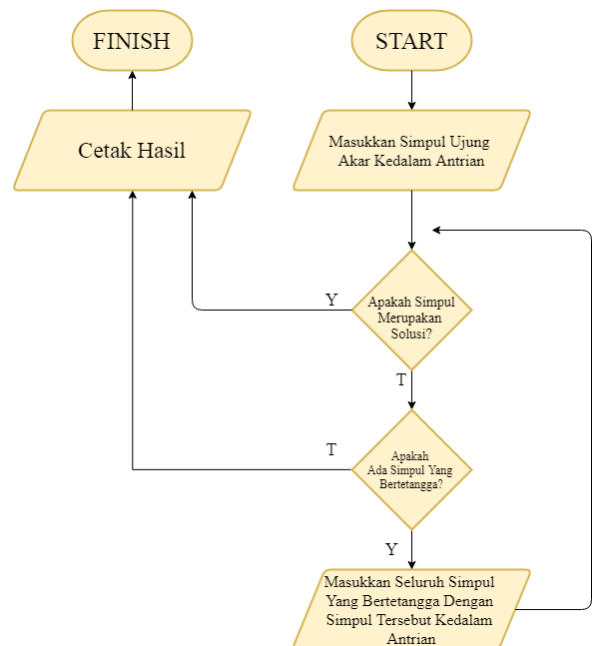 FINISH
START
Cetak Hasil
Masukkan Simpul Ujung
Akar Kedalam Antrian
Y
Apakah Simpul
Merupakan
Solusi?
T
T
Apakah
Ada Simpul Yang
Bertetangga?
Y
Masukkan Seluruh Simpul
Yang Bertetangga Dengan
Simpul Tersebut Kedalam
Antrian